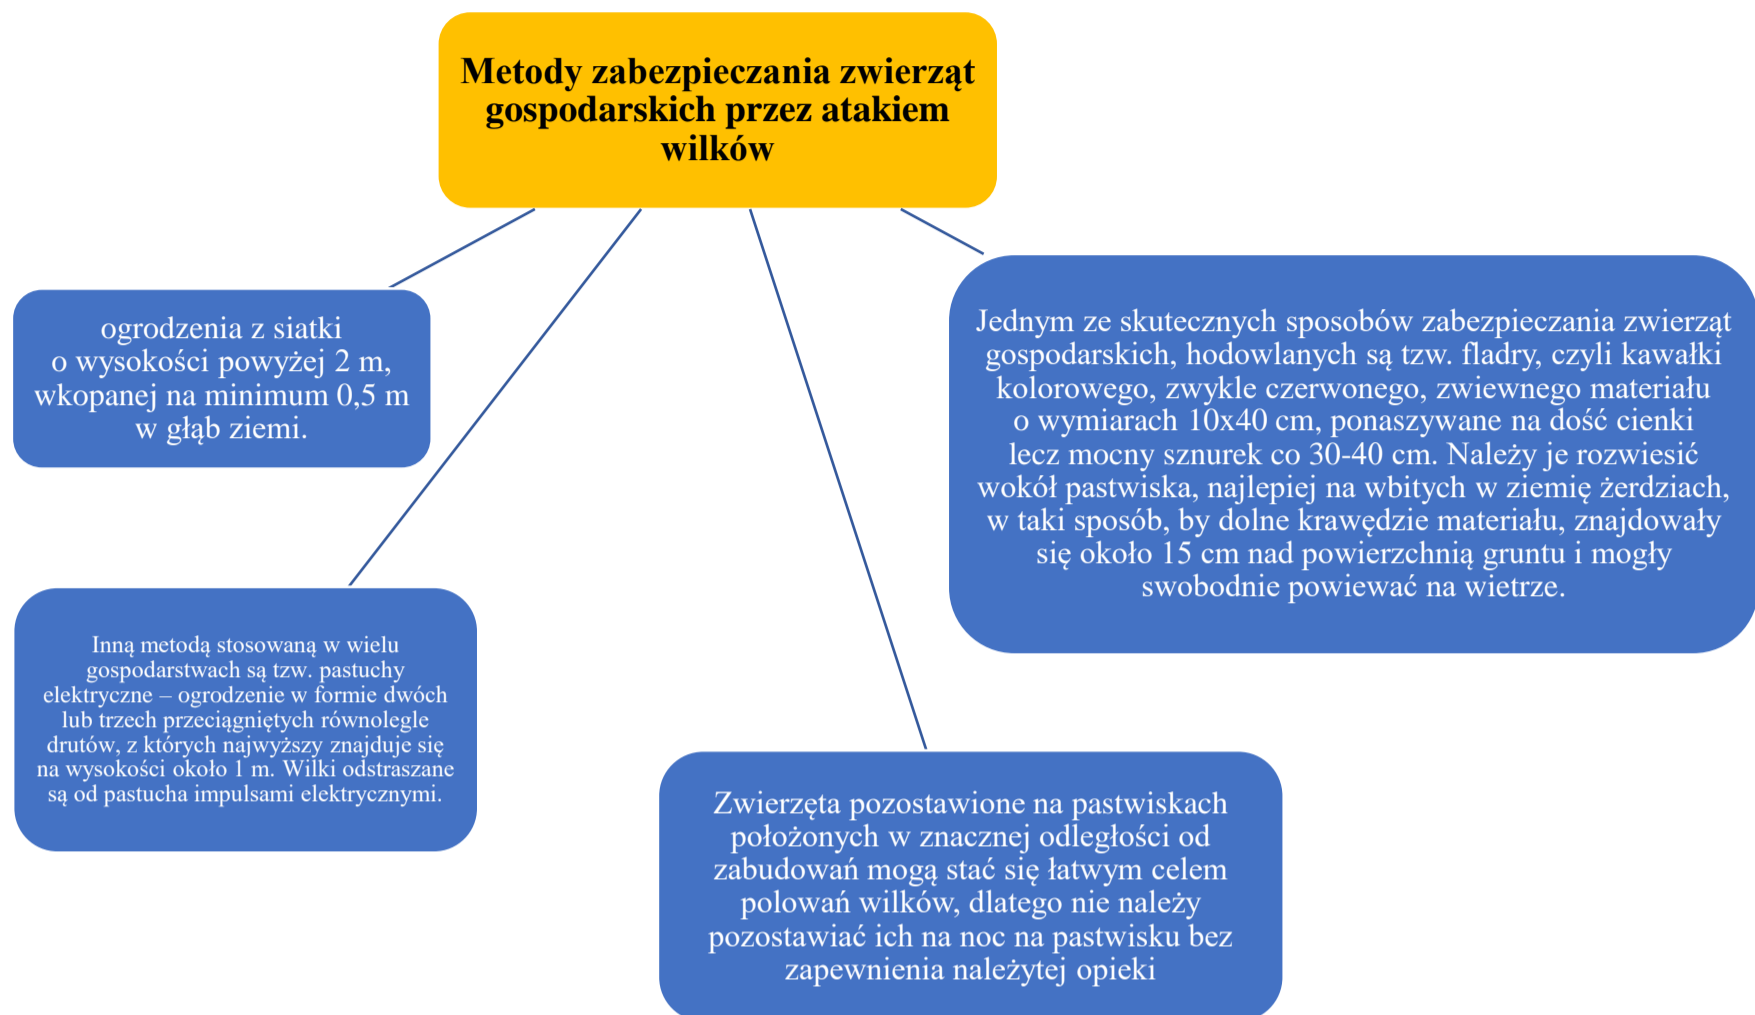 Metody zabezpieczania zwierząt
gospodarskich przez atakiem
wilków
ogrodzenia z siatki
o wysokości powyżej 2 m,
wkopanej na minimum 0,5 m
w głąb ziemi.
Jednym ze skutecznych sposobów zabezpieczania zwierząt
gospodarskich, hodowlanych są tzw. fladry, czyli kawałki
kolorowego, zwykle czerwonego, zwiewnego materiału
o wymiarach 10x40 cm, ponaszywane na dość cienki
lecz mocny sznurek co 30-40 cm. Należy je rozwiesić
wokół pastwiska, najlepiej na wbitych w ziemię żerdziach,
w taki sposób, by dolne krawędzie materiału, znajdowały
się około 15 cm nad powierzchnią gruntu i mogły
swobodnie powiewać na wietrze.
Inną metodą stosowaną w wielu
gospodarstwach są tzw. pastuchy
elektryczne – ogrodzenie w formie dwóch
lub trzech przeciągniętych równolegle
drutów, z których najwyższy znajduje się
na wysokości około 1 m. Wilki odstraszane
są od pastucha impulsami elektrycznymi.
Zwierzęta pozostawione na pastwiskach
położonych w znacznej odległości od
zabudowań mogą stać się łatwym celem
polowań wilków, dlatego nie należy
pozostawiać ich na noc na pastwisku bez
zapewnienia należytej opieki